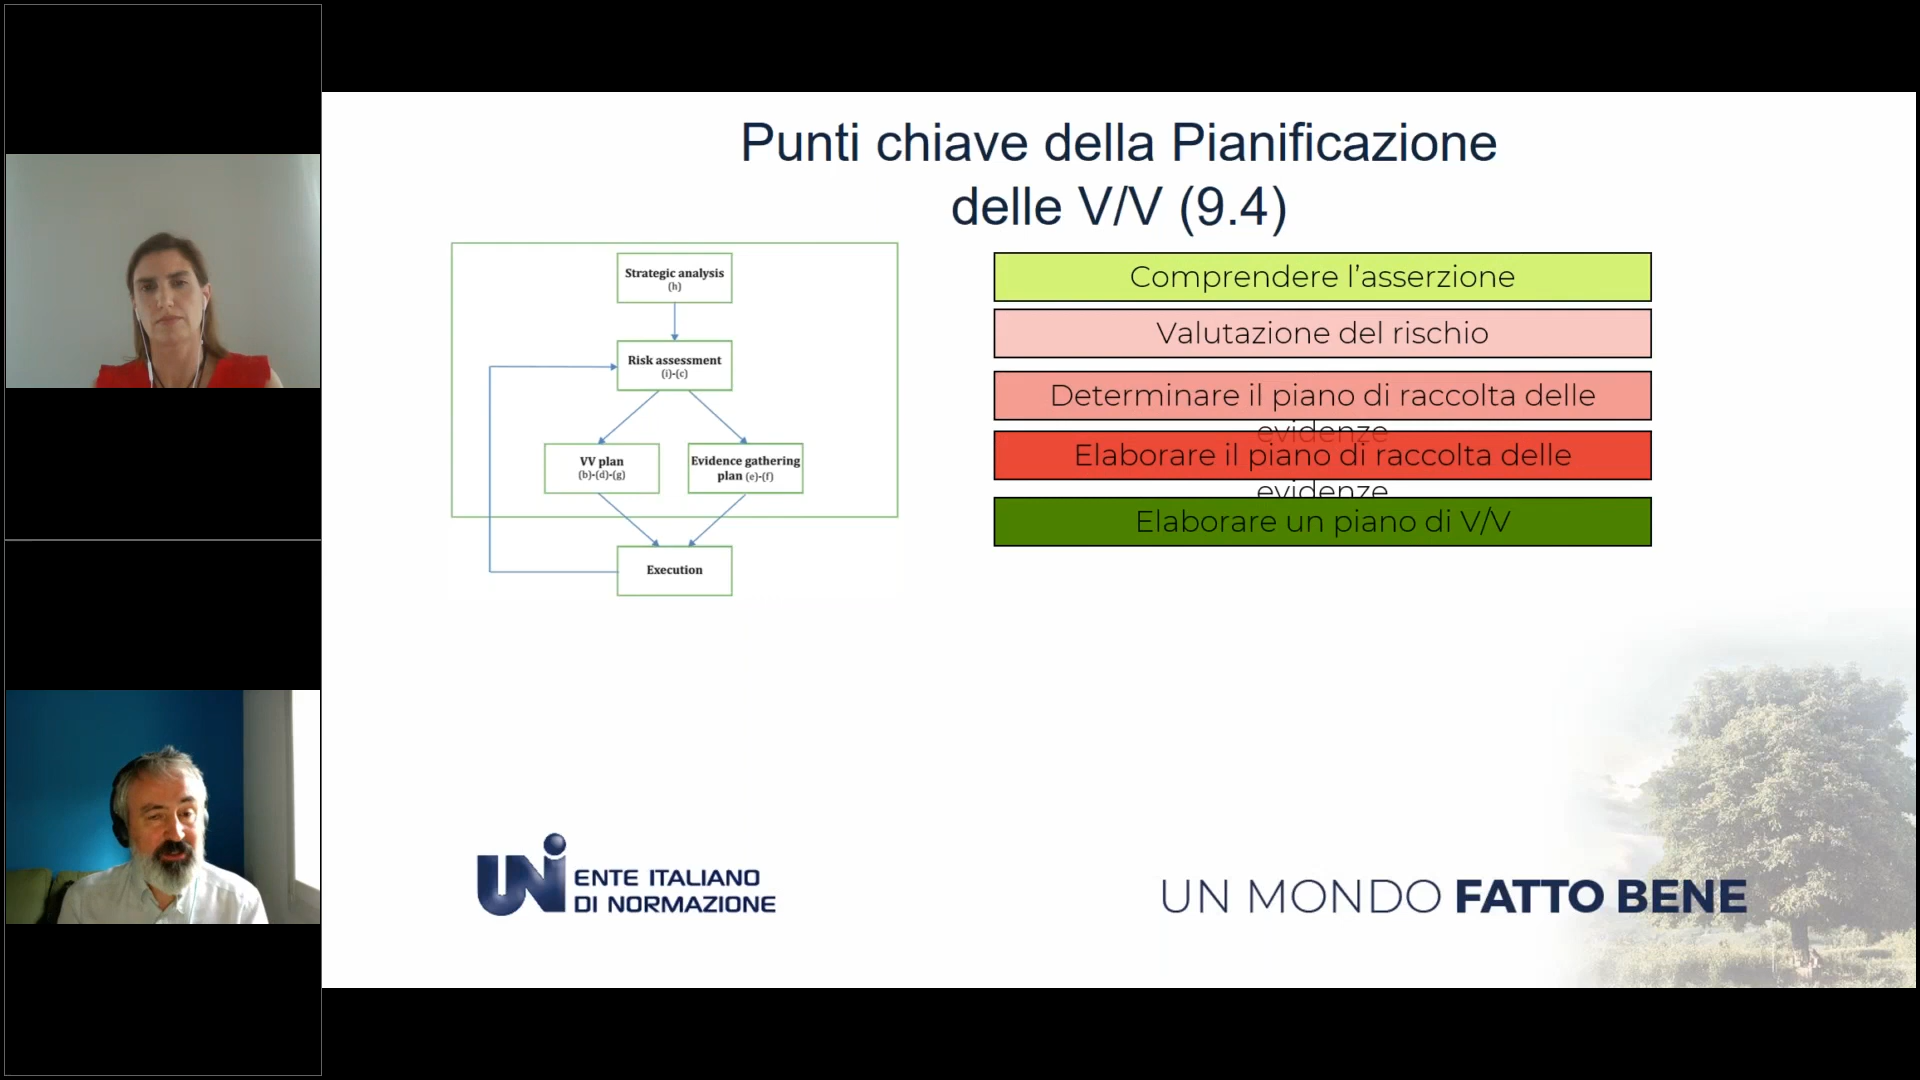 Punti chiave della Pianificazione
delle V/V (9.4)
Strategic analysis
(h)
Risk assessment
(i)-(c)
VV plan
(b)-(d)-(g)
Evidence gathering
plan (e)-(f)
Execution
Comprendere l’asserzione
Valutazione del rischio
Determinare il piano di raccolta delle
evidenze
Elaborare il piano di raccolta delle
evidenze
Elaborare un piano di V/V
UNI
ENTE ITALIANO
DI NORMAZIONE
UN MONDO FATTO BENE